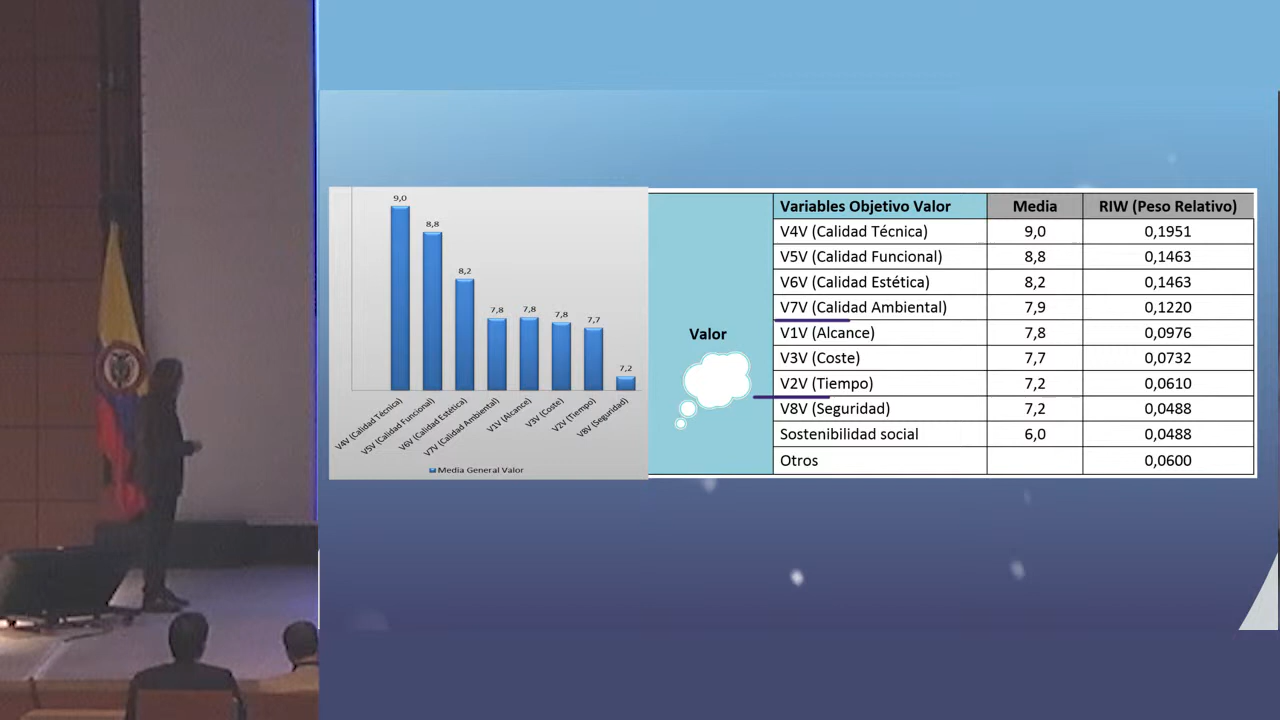 9,0
8,8
8,2
7,8
7,8
7,8
7,7
7,2
V4V (Calidad Técnica)
V5V (Calidad Funcional)
V6V (Calidad Estética)
V7V (Calidad Ambiental)
V1V (Alcance)
V3V (Coste)
V2V (Tiempo)
V8V (Seguridad)
Media General Valor
Valor
Variables Objetivo Valor Media RIW (Peso Relativo)
V4V (Calidad Técnica) 9,0 0,1951
V5V (Calidad Funcional) 8,8 0,1463
V6V (Calidad Estética) 8,2 0,1463
V7V (Calidad Ambiental) 7,9 0,1220
V1V (Alcance) 7,8 0,0976
V3V (Coste) 7,7 0,0732
V2V (Tiempo) 7,2 0,0610
V8V (Seguridad) 7,2 0,0488
Sostenibilidad social 6,0 0,0488
Otros 0,0600